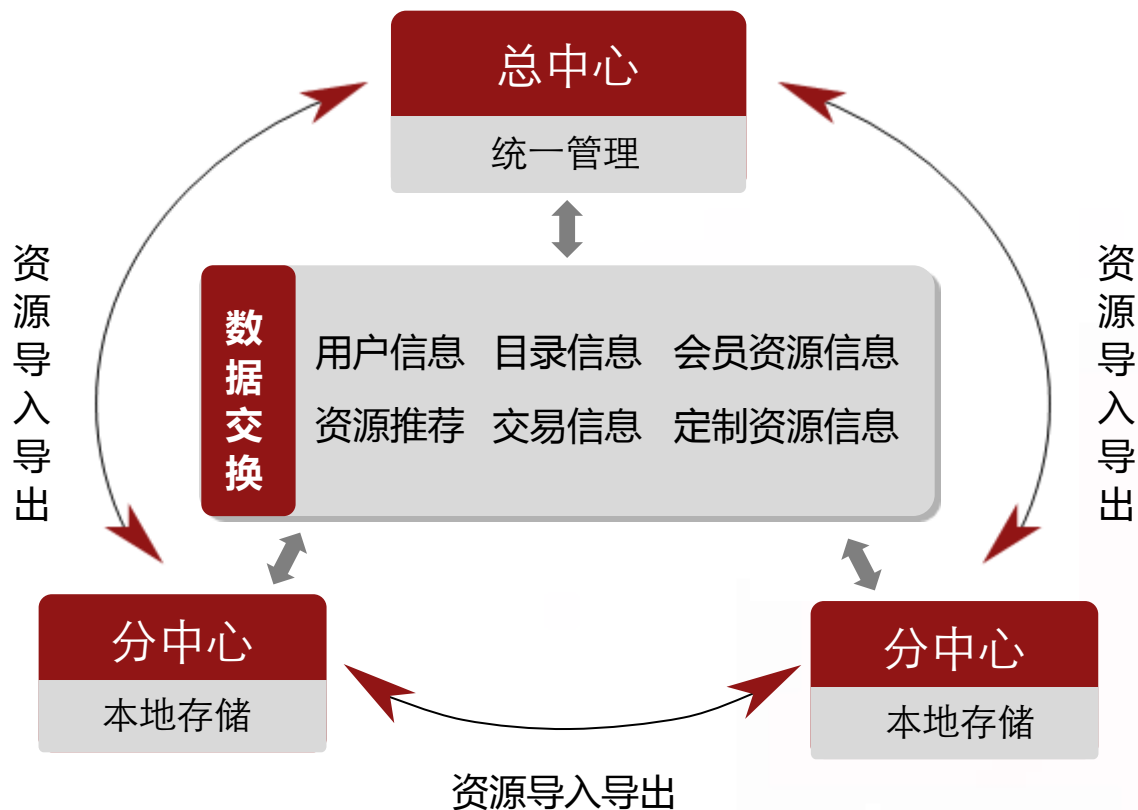 总中心
统一管理
资源导入导出
资源导入导出
数据交换
用户信息 目录信息 会员资源信息
资源推荐 交易信息 定制资源信息
分中心
本地存储
分中心
本地存储
资源导入导出